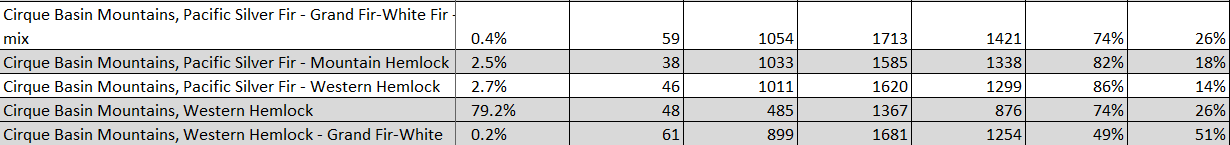 Cirque Basin Mountains, Pacific Silver Fir - Grand Fir-White Fir -
mix 0.4% 59 1054 1713 1421 74% 26%
Cirque Basin Mountains, Pacific Silver Fir - Mountain Hemlock 2.5% 38 1033 1585 1338 82% 18%
Cirque Basin Mountains, Pacific Silver Fir - Western Hemlock 2.7% 46 1011 1620 1299 86% 14%
Cirque Basin Mountains, Western Hemlock 79.2% 48 485 1367 876 74% 26%
Cirque Basin Mountains, Western Hemlock - Grand Fir-White 0.2% 61 899 1681 1254 49% 51%